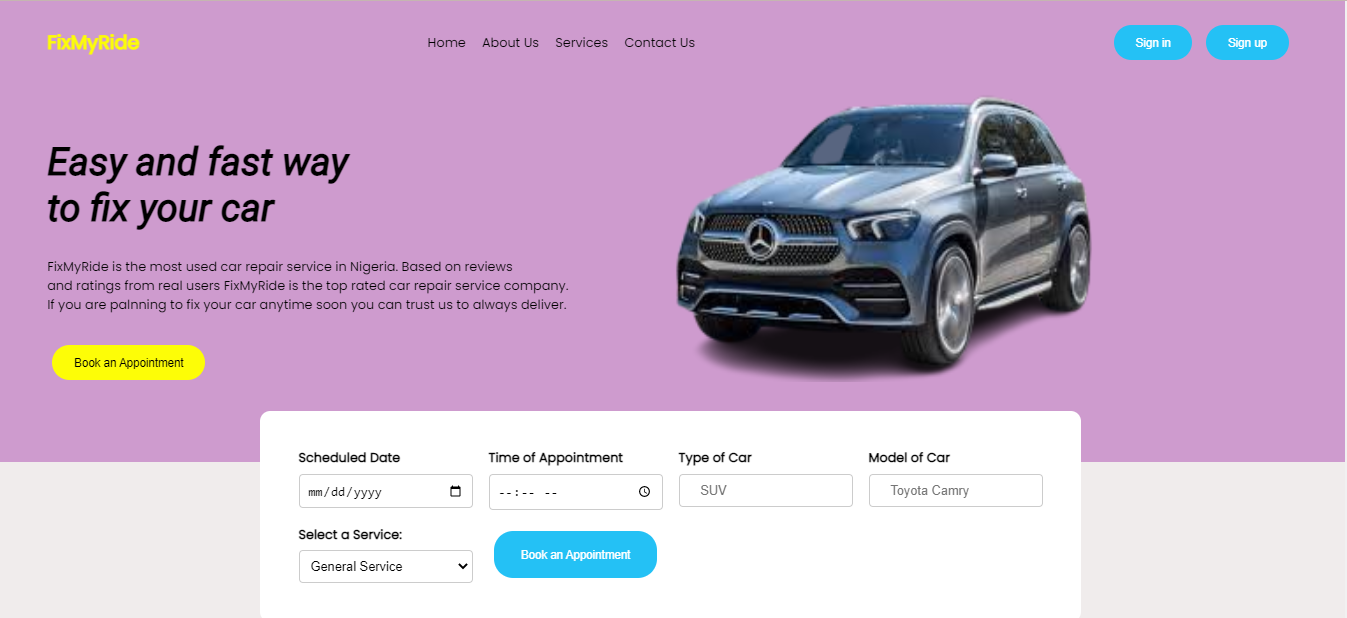 FixMyRide
Home About Us Services Contact Us
Sign in Sign up
Easy and fast way
to fix your car
FixMyRide is the most used car repair service in Nigeria. Based on reviews
and ratings from real users FixMyRide is the top rated car repair service company.
If you are palnning to fix your car anytime soon you can trust us to always deliver.
Book an Appointment
Scheduled Date Time of Appointment Type of Car Model of Car
mm/dd/yyyy --:-- -- SUV Toyota Camry
Select a Service:
General Service Book an Appointment